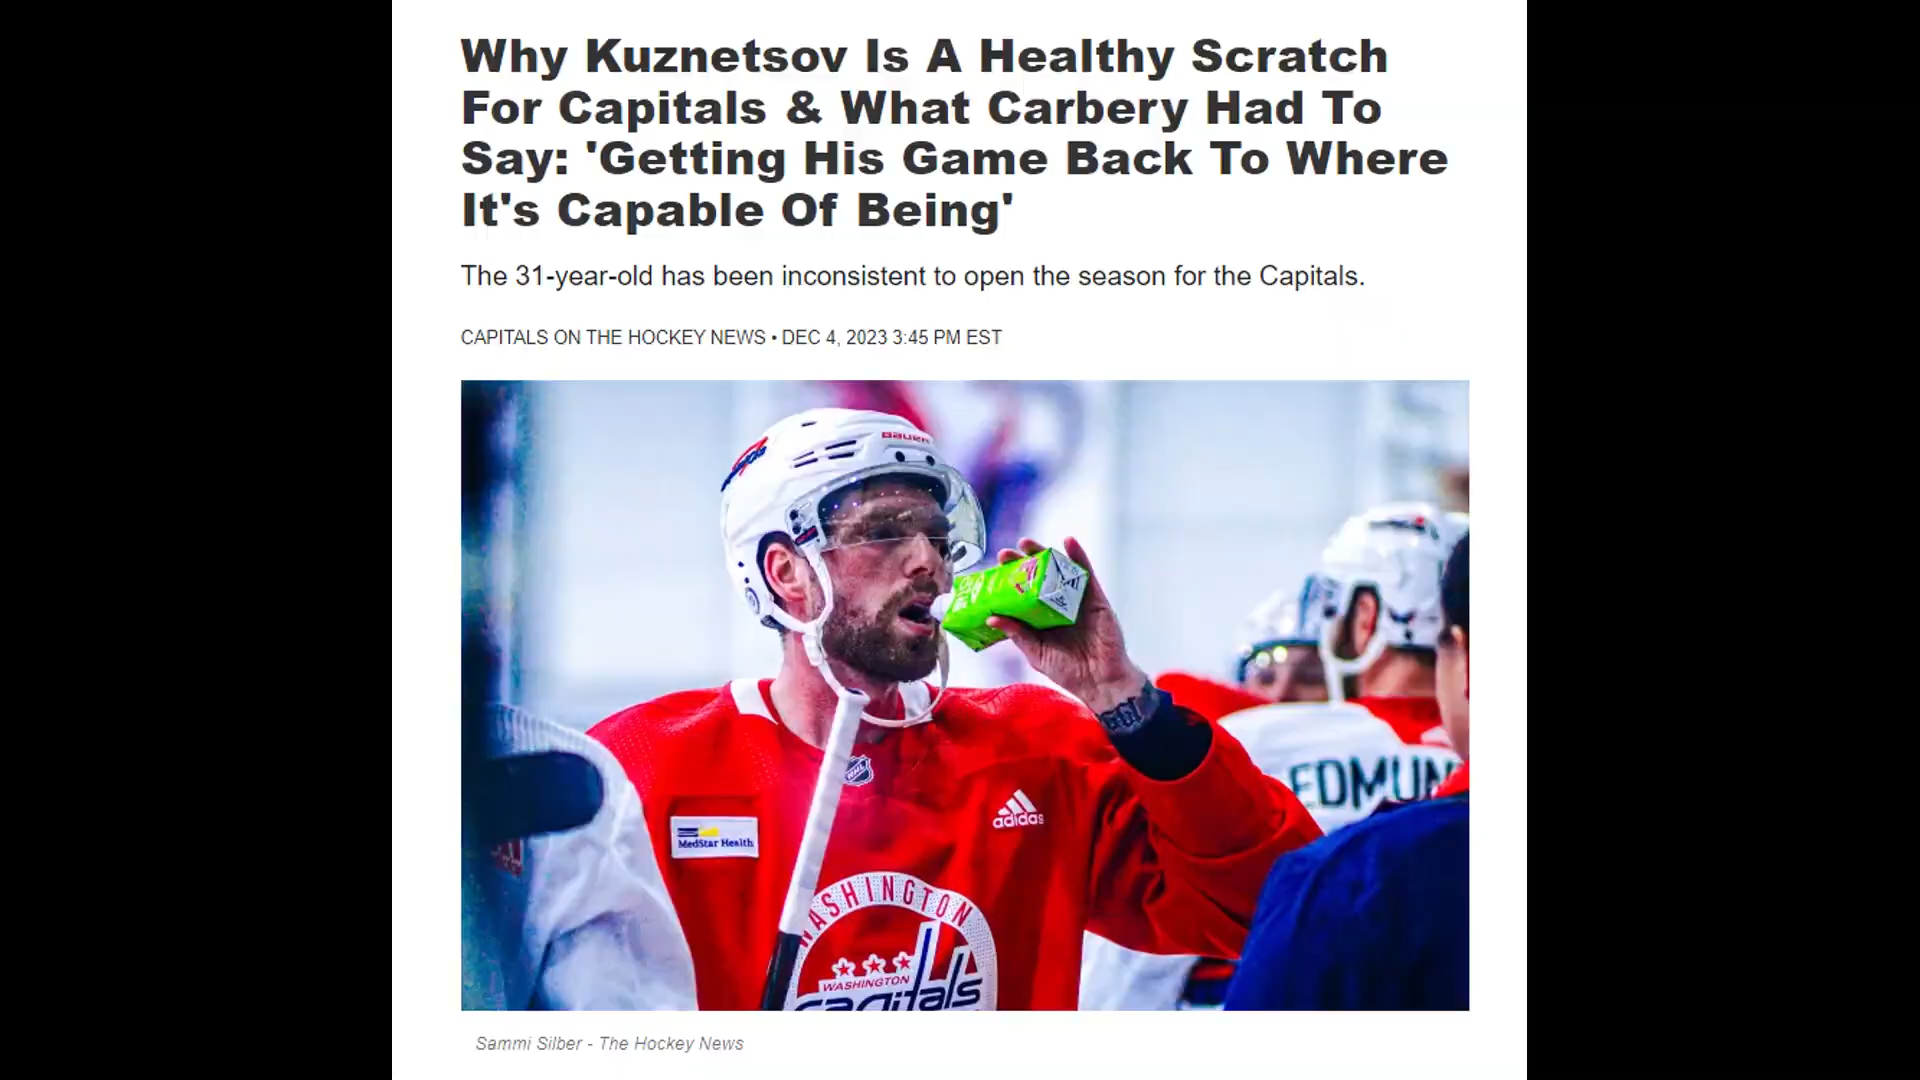 Why Kuznetsov Is A Healthy Scratch
For Capitals & What Carbery Had To
Say: 'Getting His Game Back To Where
It's Capable Of Being'
The 31-year-old has been inconsistent to open the season for the Capitals.
CAPITALS ON THE HOCKEY NEWS • DEC 4, 2023 3:45 PM EST
BAUER
NHL
adidas
MedStar Health
EDMUN
WASHINGTON
WASHINGTON
capitals
Sammi Silber - The Hockey News